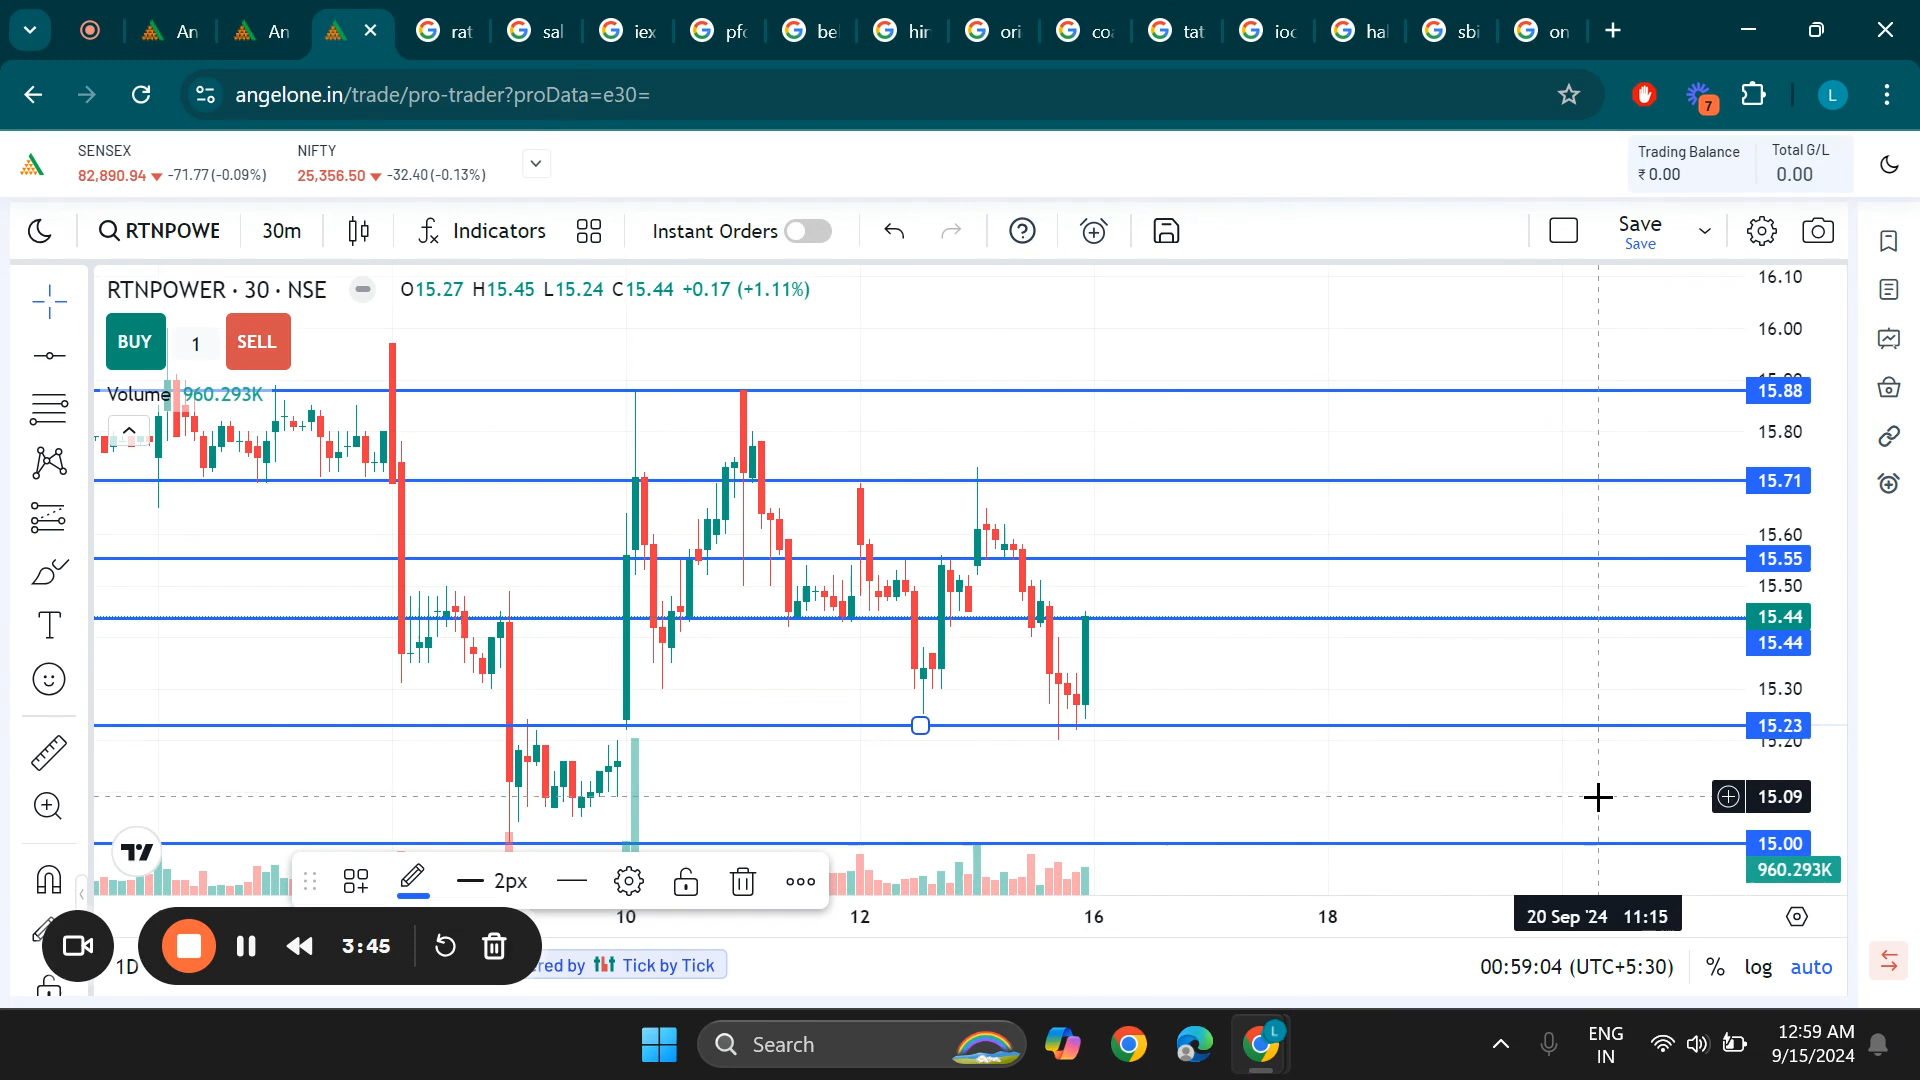 An
An
rat
sal
iex
pfc
be
hin
ori
co
tat
ioc
hal
sbi
on
angelone.in/trade/pro-trader?proData=e30=
7
L
SENSEX
82,890.94 ▼ -71.77 (-0.09%)
NIFTY
25,356.50 ▼ -32.40 (-0.13%)
Trading Balance
₹ 0.00
Total G/L
0.00
RTNPOWE
30m
Indicators
Instant Orders
Save
Save
RTNPOWER · 30 · NSE
O15.27 H15.45 L15.24 C15.44 +0.17 (+1.11%)
BUY
1
SELL
Volume 960.293K
16.10
16.00
15.88
15.80
15.71
15.60
15.55
15.50
15.44
15.44
15.30
15.23
15.20
15.09
15.00
960.293K
2px
10
12
16
18
20 Sep '24 11:15
3:45
1D
ered by Tick by Tick
00:59:04 (UTC+5:30)
%
log
auto
Search
L
ENG
IN
12:59 AM
9/15/2024